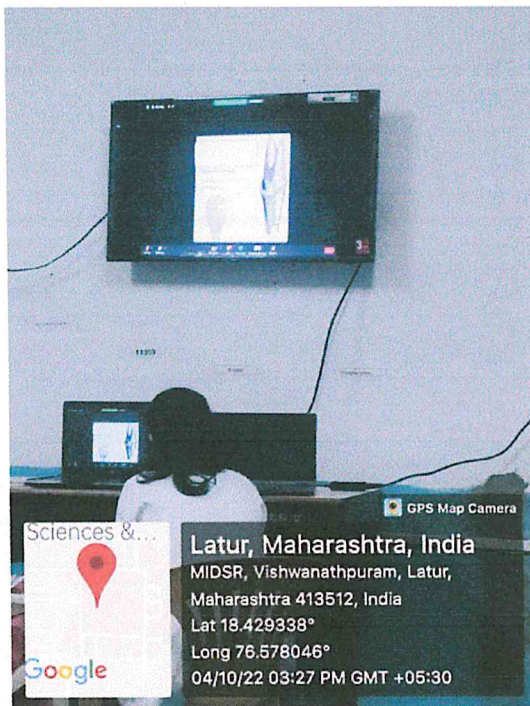 GPS Map Camera
Sciences &...
Google
Latur, Maharashtra, India
MIDSR, Vishwanathpuram, Latur,
Maharashtra 413512, India
Lat 18.429338°
Long 76.578046°
04/10/22 03:27 PM GMT +05:30